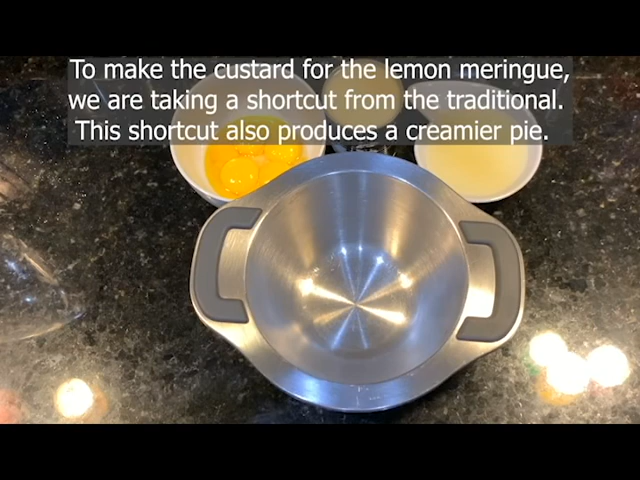 To make the custard for the lemon meringue,
we are taking a shortcut from the traditional.
This shortcut also produces a creamier pie.